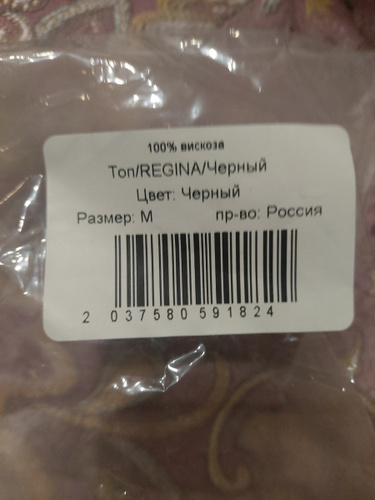 100% вискоза
Топ/REGINA/Черный
Цвет: Черный
Размер: М пр-во: Россия
2 037580 591824